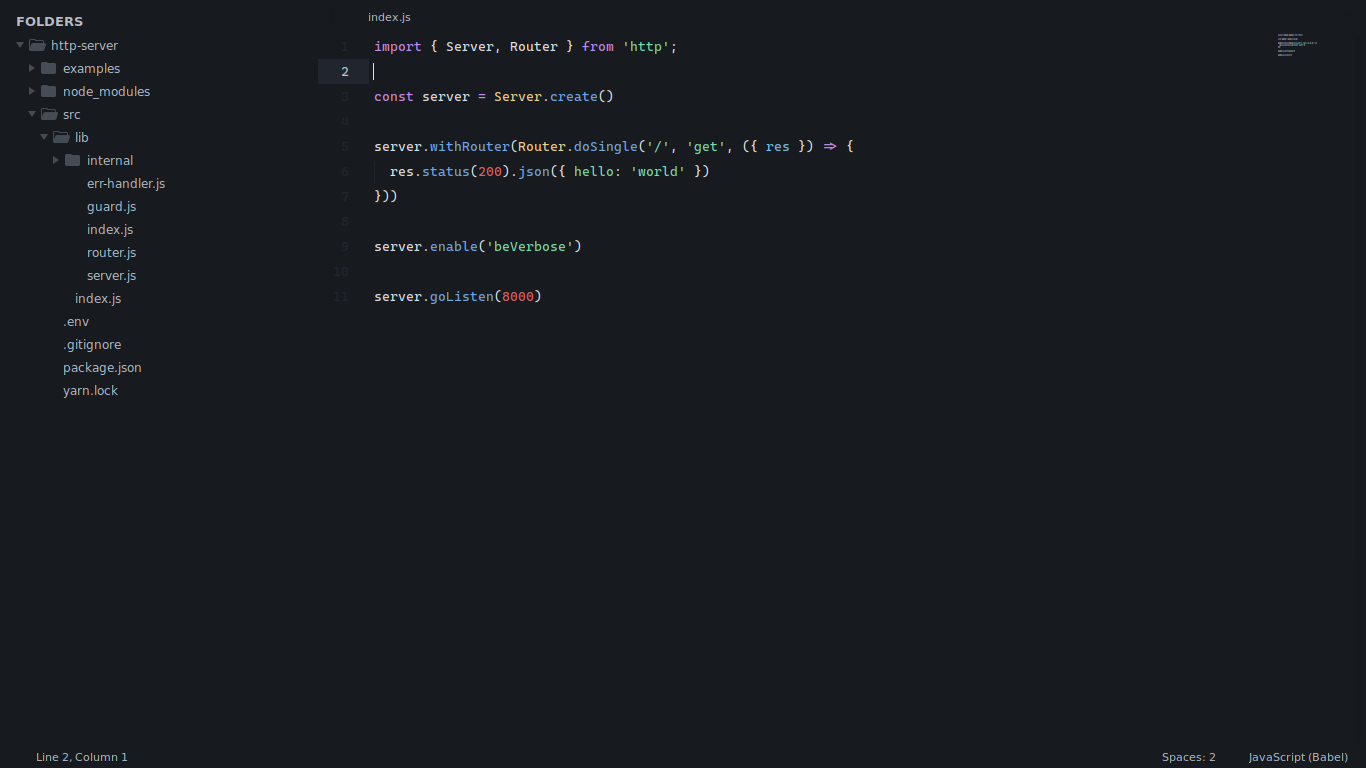 FOLDERS
http-server
examples
node_modules
src
lib
internal
err-handler.js
guard.js
index.js
router.js
server.js
index.js
.env
.gitignore
package.json
yarn.lock
index.js
1 import { Server, Router } from 'http';
2
3 const server = Server.create()
4
5 server.withRouter(Router.doSingle('/', 'get', ({ res }) => {
6 res.status(200).json({ hello: 'world' })
7 }))
8
9 server.enable('beVerbose')
10
11 server.goListen(8000)
Line 2, Column 1
Spaces: 2
JavaScript (Babel)